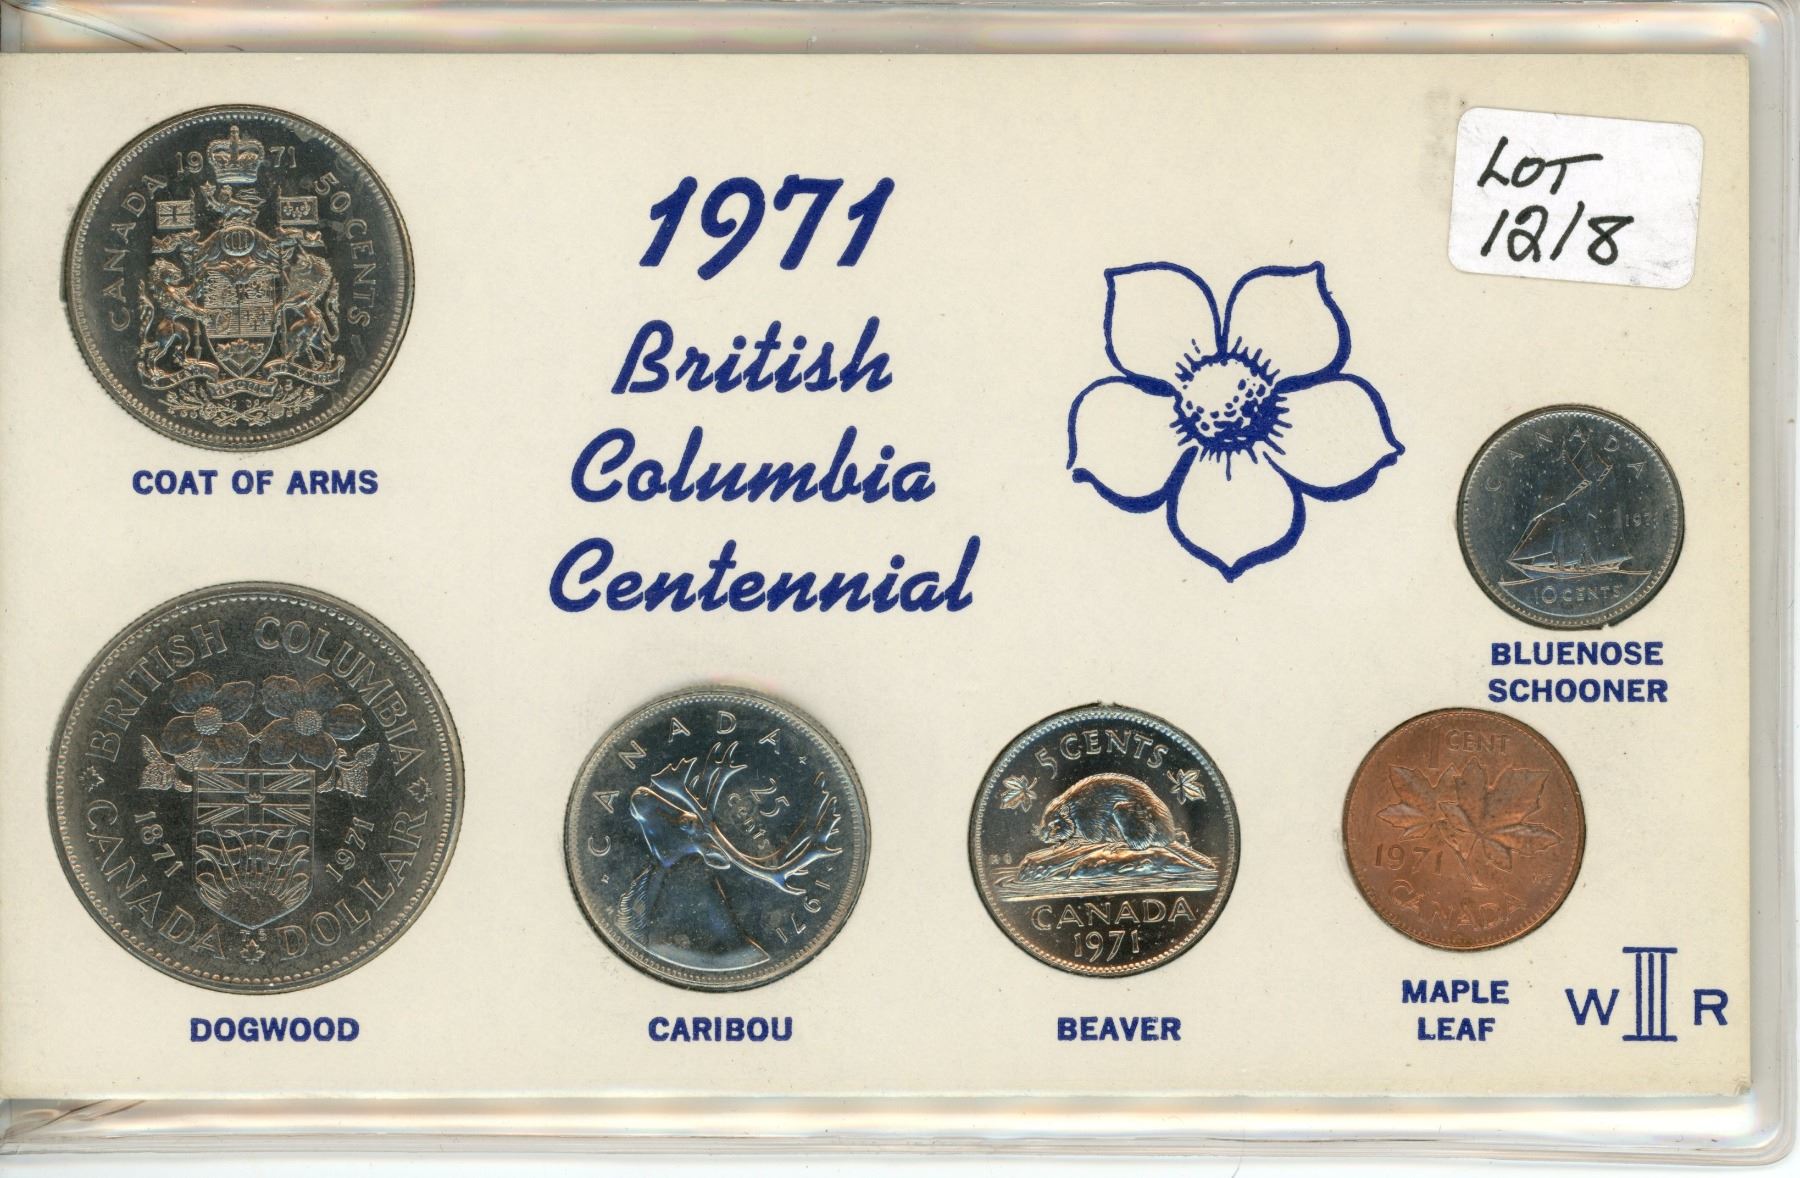 1971
British
Columbia
Centennial
LOT
1218
CANADA 1971 50 CENTS
COAT OF ARMS
BRITISH COLUMBIA
1871 1971
CANADA DOLLAR
T S
DOGWOOD
CANADA
25
cents
1971
CARIBOU
5 CENTS
CANADA
1971
BEAVER
CANADA
10 CENTS
BLUENOSE
SCHOONER
1 CENT
1971
CANADA
MAPLE
LEAF
W III R